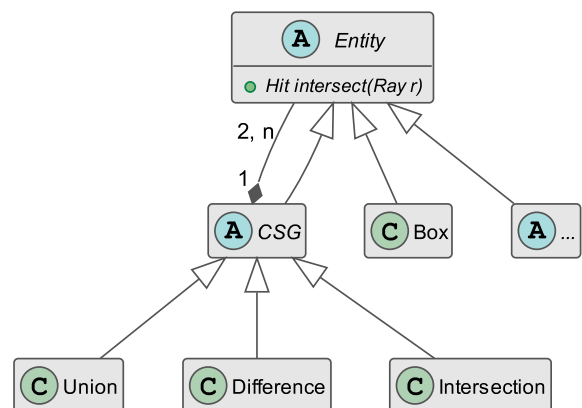 A Entity
Hit intersect(Ray r)
2, n
1
A CSG
C Box
A ...
C Union
C Difference
C Intersection